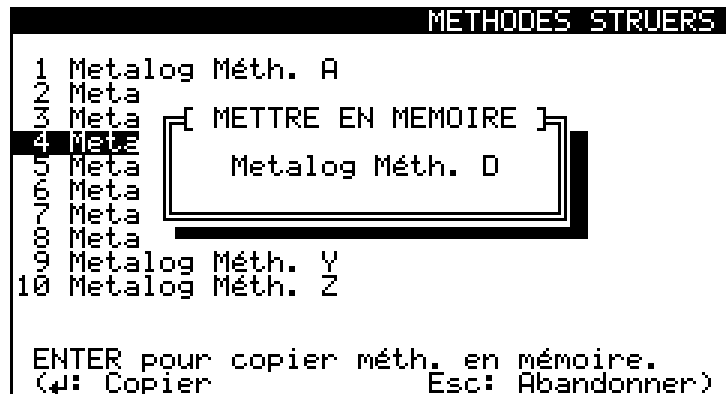 METHODES STRUERS
1 Metalog Méth. A
2 Meta
3 Meta
[ METTRE EN MEMOIRE ]
4 Meta
5 Meta
Metalog Méth. D
6 Meta
7 Meta
8 Meta
9 Metalog Méth. Y
10 Metalog Méth. Z
ENTER pour copier méth. en mémoire.
(↲: Copier Esc: Abandonner)